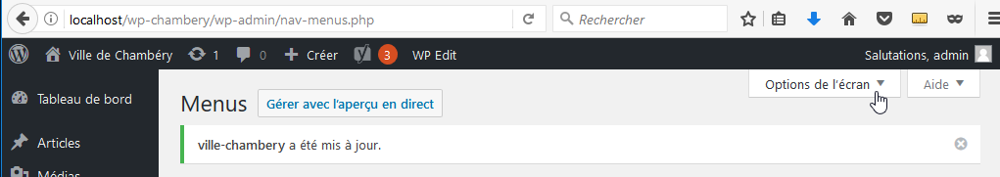 localhost/wp-chambery/wp-admin/nav-menus.php Rechercher
Ville de Chambéry 1 0 Créer 3 WP Edit Salutations, admin
Options de l'écran Aide
Tableau de bord
Menus Gérer avec l'aperçu en direct
Articles
ville-chambery a été mis à jour.
Médias